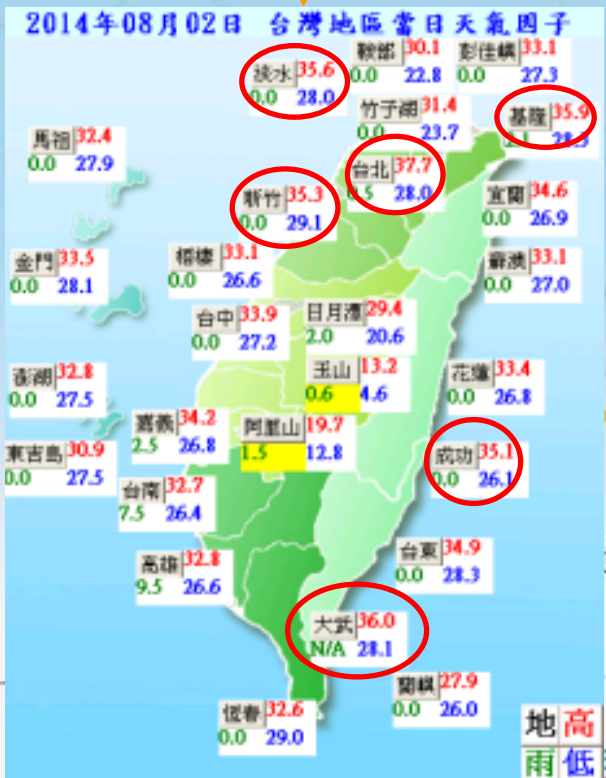 2014年08月02日 台灣地區當日天氣因子
鞍部 30.1
0.0 22.8
彭佳嶼 33.1
0.0 27.3
淡水 35.6
0.0 28.0
竹子湖 31.4
0.0 23.7
基隆 35.9
2.1 28.5
馬祖 32.4
0.0 27.9
台北 37.7
0.5 28.0
新竹 35.3
0.0 29.1
宜蘭 34.6
0.0 26.9
金門 33.5
0.0 28.1
梧棲 33.1
0.0 26.6
蘇澳 33.1
0.0 27.0
台中 33.9
0.0 27.2
日月潭 29.4
2.0 20.6
玉山 13.2
0.6 4.6
花蓮 33.4
0.0 26.8
澎湖 32.8
0.0 27.5
嘉義 34.2
2.5 26.8
阿里山 19.7
1.5 12.8
東吉島 30.9
0.0 27.5
成功 35.1
0.0 26.1
台南 32.7
7.5 26.4
高雄 32.8
9.5 26.6
台東 34.9
0.0 28.3
大武 36.0
N/A 28.1
蘭嶼 27.9
0.0 26.0
恆春 32.6
0.0 29.0
地 高
雨 低